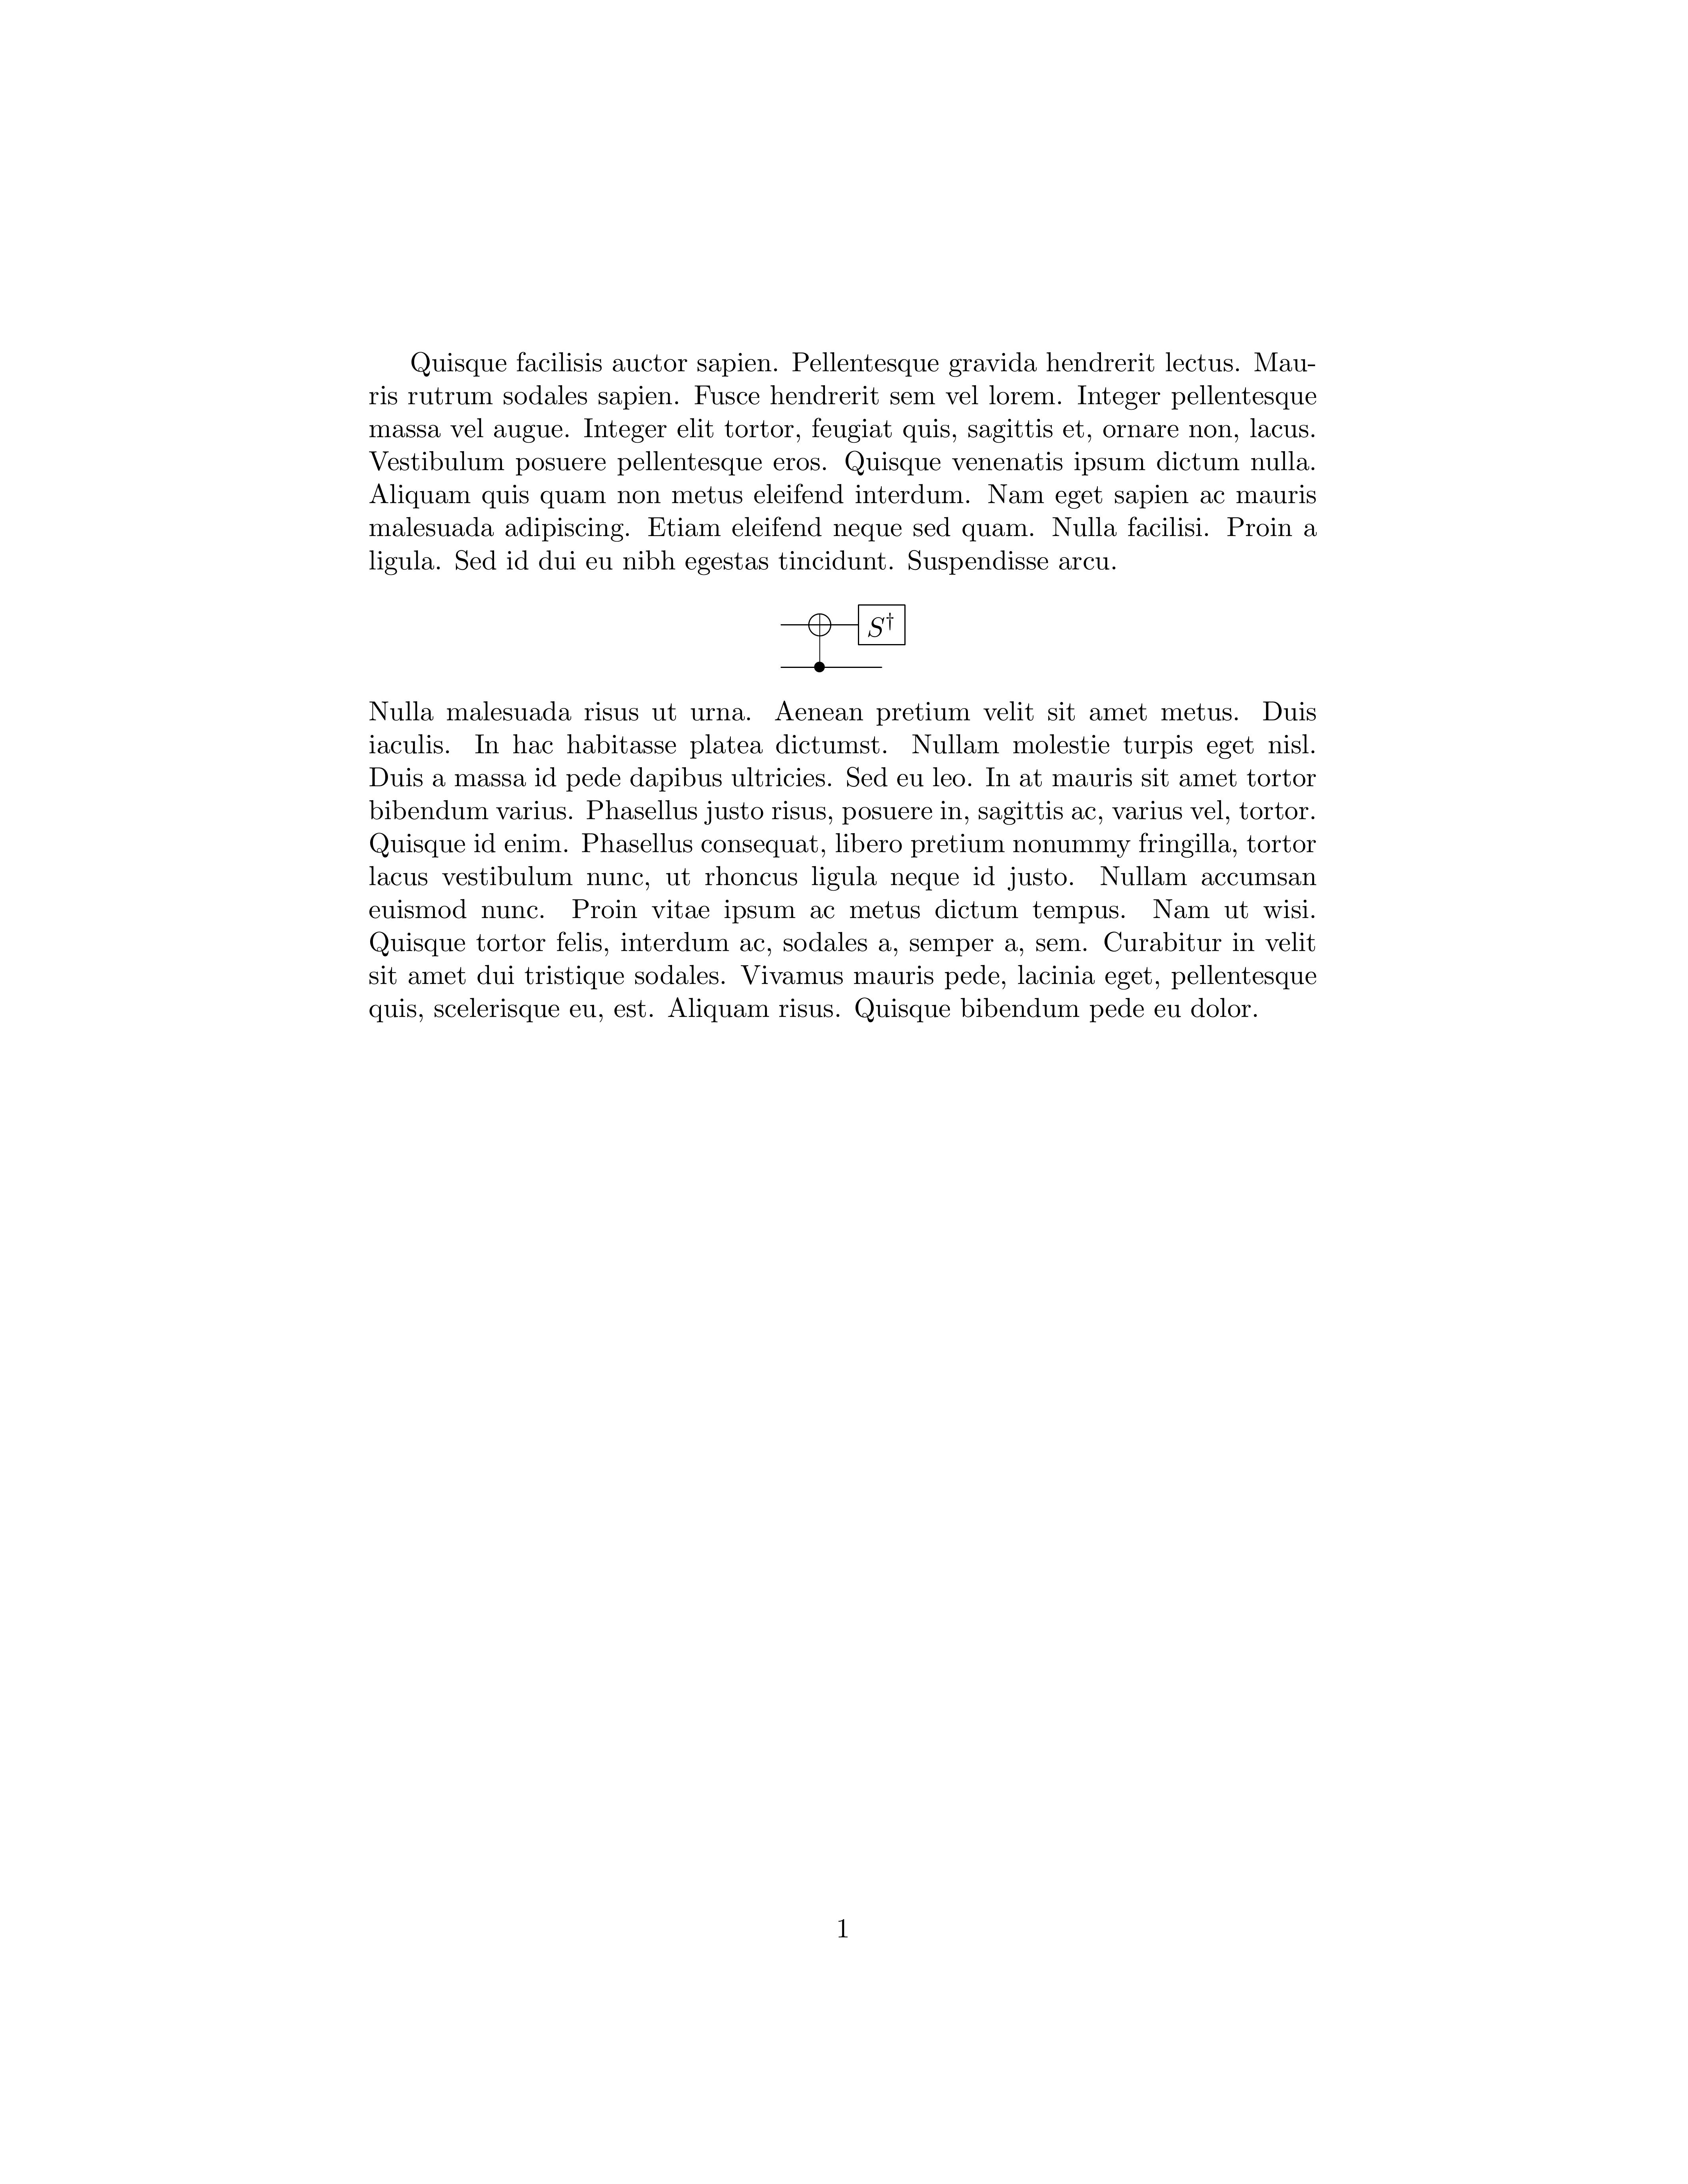 Quisque facilisis auctor sapien. Pellentesque gravida hendrerit lectus. Mau-
ris rutrum sodales sapien. Fusce hendrerit sem vel lorem. Integer pellentesque
massa vel augue. Integer elit tortor, feugiat quis, sagittis et, ornare non, lacus.
Vestibulum posuere pellentesque eros. Quisque venenatis ipsum dictum nulla.
Aliquam quis quam non metus eleifend interdum. Nam eget sapien ac mauris
malesuada adipiscing. Etiam eleifend neque sed quam. Nulla facilisi. Proin a
ligula. Sed id dui eu nibh egestas tincidunt. Suspendisse arcu.
S†
Nulla malesuada risus ut urna. Aenean pretium velit sit amet metus. Duis
iaculis. In hac habitasse platea dictumst. Nullam molestie turpis eget nisl.
Duis a massa id pede dapibus ultricies. Sed eu leo. In at mauris sit amet tortor
bibendum varius. Phasellus justo risus, posuere in, sagittis ac, varius vel, tortor.
Quisque id enim. Phasellus consequat, libero pretium nonummy fringilla, tortor
lacus vestibulum nunc, ut rhoncus ligula neque id justo. Nullam accumsan
euismod nunc. Proin vitae ipsum ac metus dictum tempus. Nam ut wisi.
Quisque tortor felis, interdum ac, sodales a, semper a, sem. Curabitur in velit
sit amet dui tristique sodales. Vivamus mauris pede, lacinia eget, pellentesque
quis, scelerisque eu, est. Aliquam risus. Quisque bibendum pede eu dolor.
1